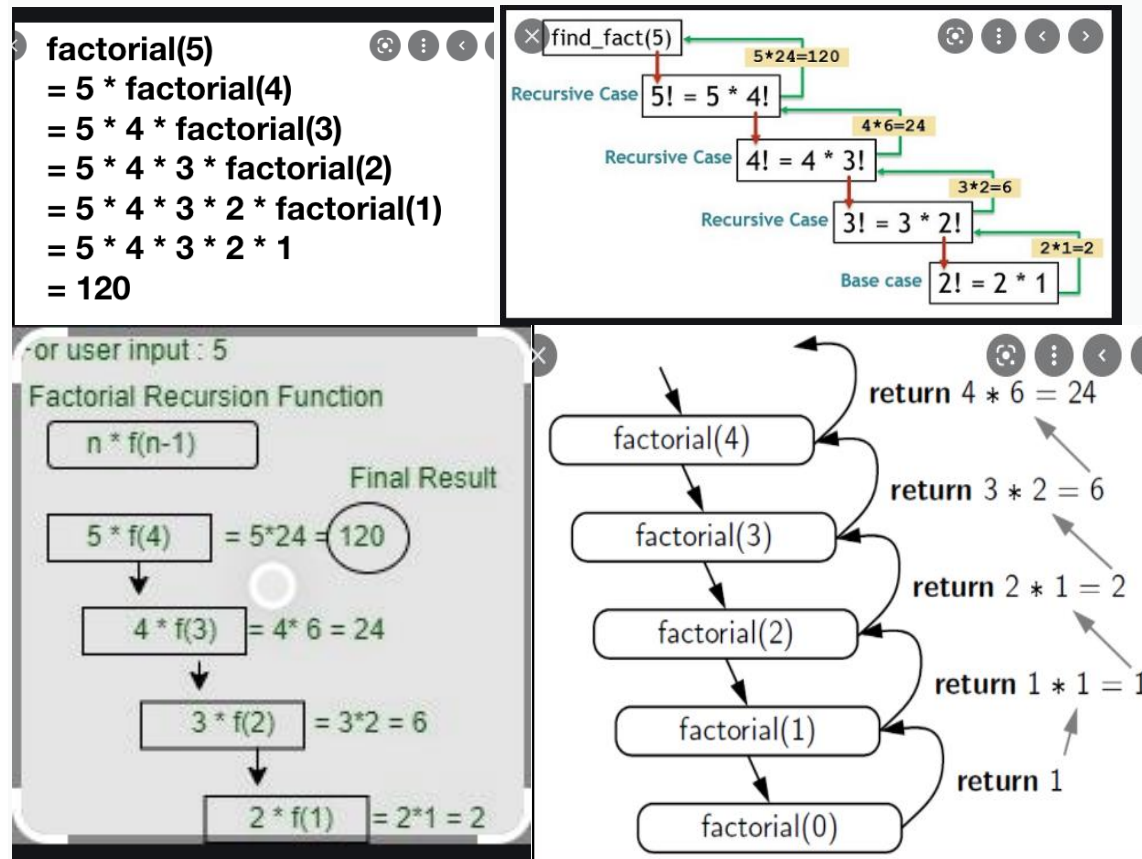 factorial(5)
= 5 * factorial(4)
= 5 * 4 * factorial(3)
= 5 * 4 * 3 * factorial(2)
= 5 * 4 * 3 * 2 * factorial(1)
= 5 * 4 * 3 * 2 * 1
= 120
find_fact(5)
5*24=120
Recursive Case 5! = 5 * 4!
4*6=24
Recursive Case 4! = 4 * 3!
3*2=6
Recursive Case 3! = 3 * 2!
2*1=2
Base case 2! = 2 * 1
or user input : 5
Factorial Recursion Function
n * f(n-1)
Final Result
5 * f(4) = 5*24 = 120
4 * f(3) = 4* 6 = 24
3 * f(2) = 3*2 = 6
2 * f(1) = 2*1 = 2
return 4 * 6 = 24
factorial(4)
return 3 * 2 = 6
factorial(3)
return 2 * 1 = 2
factorial(2)
return 1 * 1 = 1
factorial(1)
return 1
factorial(0)